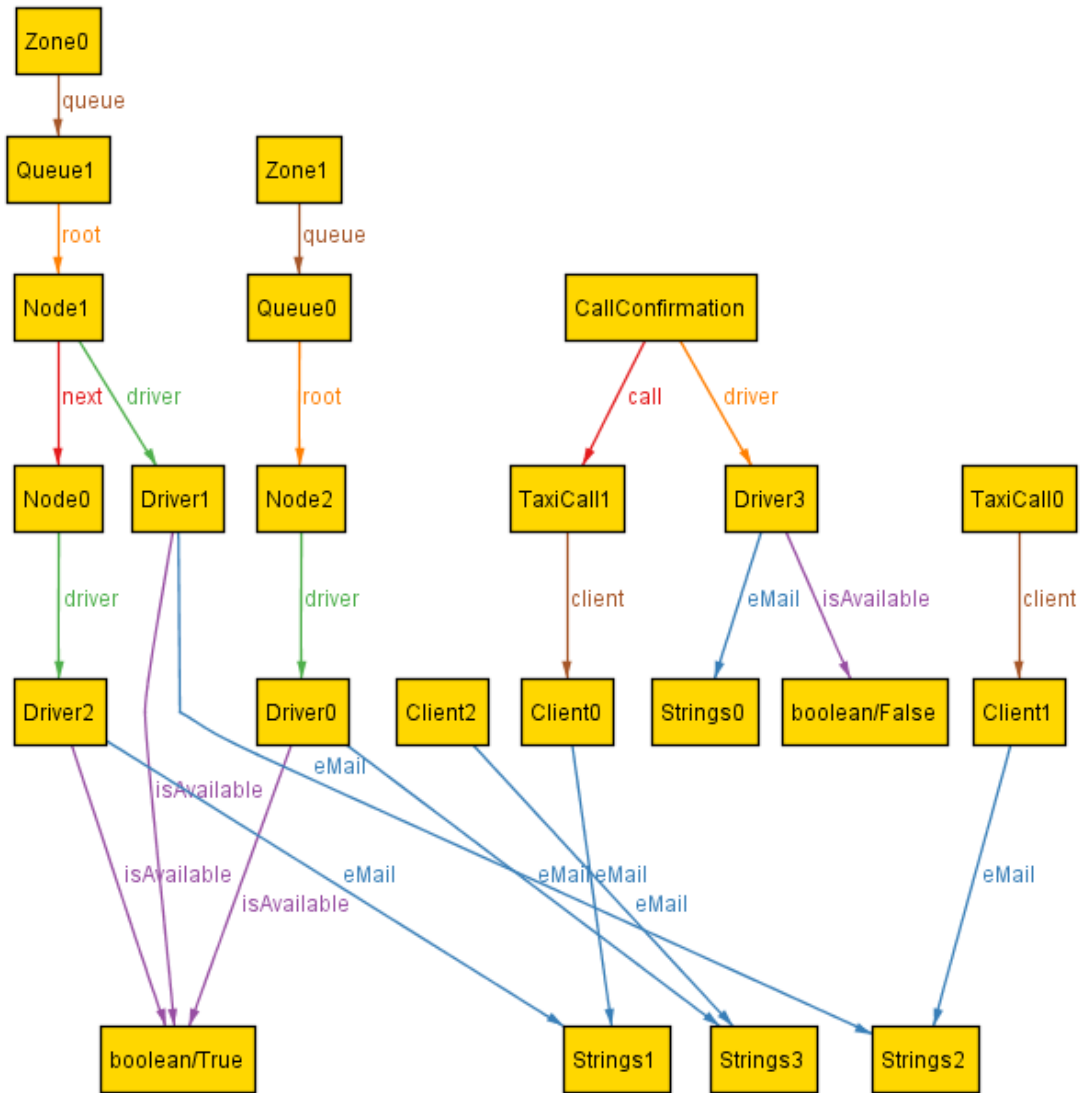 Zone0
queue
Queue1
Zone1
root
queue
Node1
Queue0
CallConfirmation
next
driver
root
call
driver
Node0
Driver1
Node2
TaxiCall1
Driver3
TaxiCall0
driver
driver
client
eMail
isAvailable
client
Driver2
Driver0
Client2
Client0
Strings0
boolean/False
Client1
eMail
isAvailable
isAvailable
eMail
eMail
eMail
eMail
isAvailable
eMail
boolean/True
Strings1
Strings3
Strings2